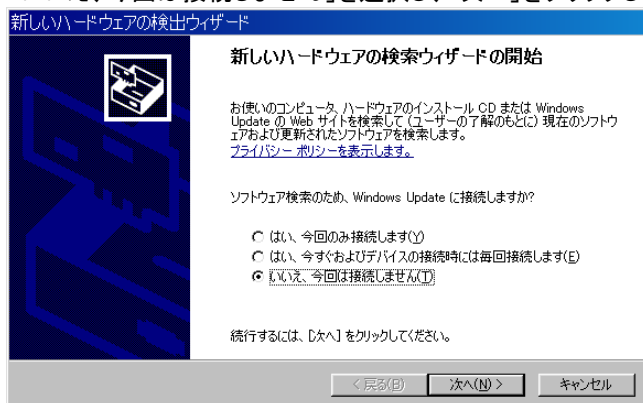 新しいハードウェアの検出ウィザード
新しいハードウェアの検索ウィザードの開始
お使いのコンピュータ、ハードウェアのインストール CD または Windows
Update の Web サイトを検索して (ユーザーの了解のもとに) 現在のソフトウ
ェアおよび更新されたソフトウェアを検索します。
プライバシー ポリシーを表示します。
ソフトウェア検索のため、Windows Update に接続しますか?
はい、今回のみ接続します(Y)
はい、今すぐおよびデバイスの接続時には毎回接続します(E)
いいえ、今回は接続しません(T)
続行するには、[次へ] をクリックしてください。
< 戻る(B)
次へ(N) >
キャンセル